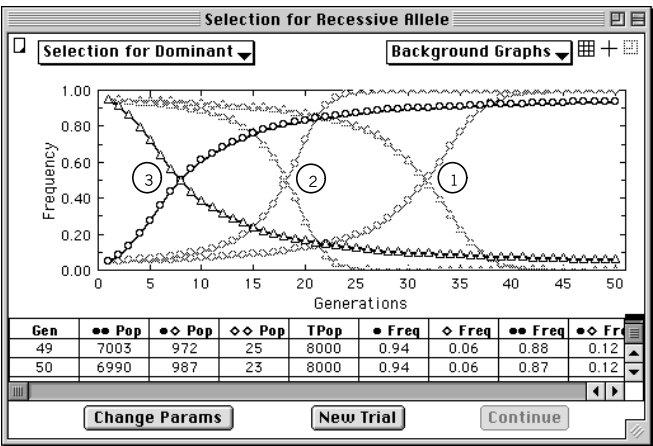 Selection for Recessive Allele
Selection for Dominant
Background Graphs
1.00
0.80
0.60
0.40
0.20
0.00
Frequency
3
2
1
0 5 10 15 20 25 30 35 40 45 50
Generations
Gen ●● Pop ●◇ Pop ◇◇ Pop TPop ● Freq ◇ Freq ●● Freq ●◇ Fre
49 7003 972 25 8000 0.94 0.06 0.88 0.12
50 6990 987 23 8000 0.94 0.06 0.87 0.12
Change Params New Trial Continue